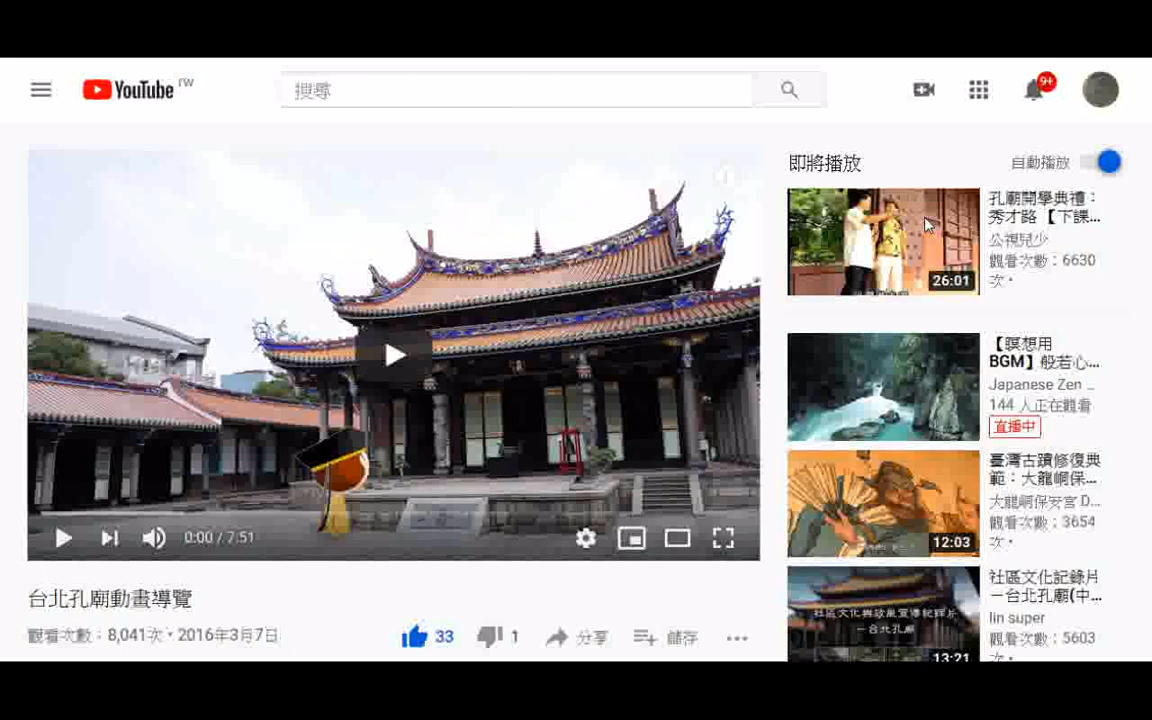 YouTube RW
搜尋
9+
即將播放
自動播放
孔廟開學典禮：
秀才路 【下課...
公視兒少
觀看次數：6630
次·
26:01
【瞑想用
BGM】般若心...
Japanese Zen ...
144 人正在觀看
直播中
臺灣古蹟修復典
範：大龍峒保...
大龍峒保安宮 D...
觀看次數：3654
次·
12:03
社區文化記錄片
－台北孔廟(中...
lin super
觀看次數：5603
次·
－台北孔廟
13:21
0:00 / 7:51
台北孔廟動畫導覽
觀看次數：8,041次·2016年3月7日
33
1
分享
儲存